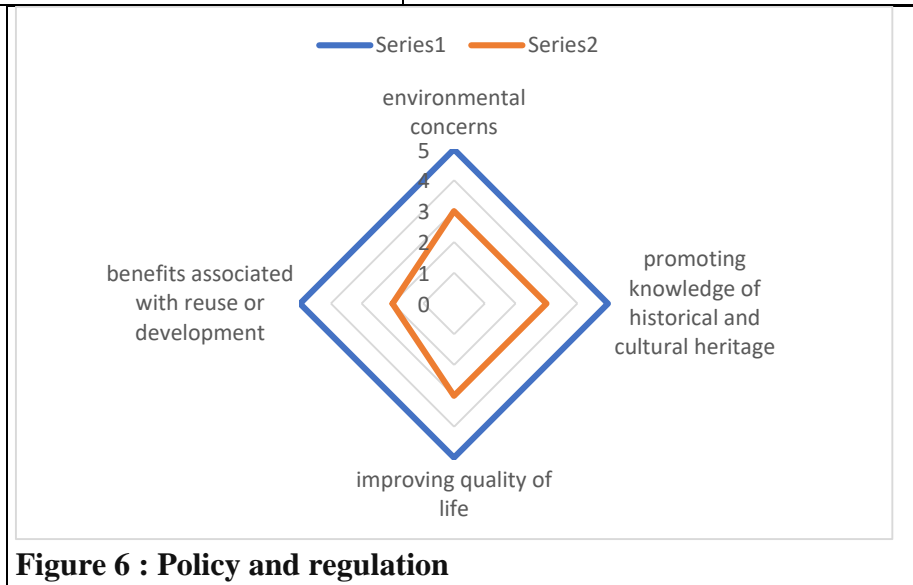 Series1 Series2
environmental
concerns
5
4
3
2
1
0
promoting
knowledge of
historical and
cultural heritage
benefits associated
with reuse or
development
improving quality of
life
Figure 6 : Policy and regulation